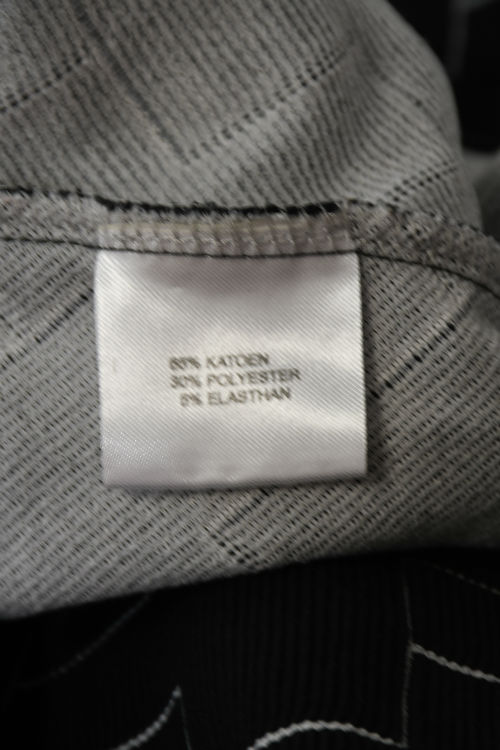 65% KATOEN
30% POLYESTER
5% ELASTHAN